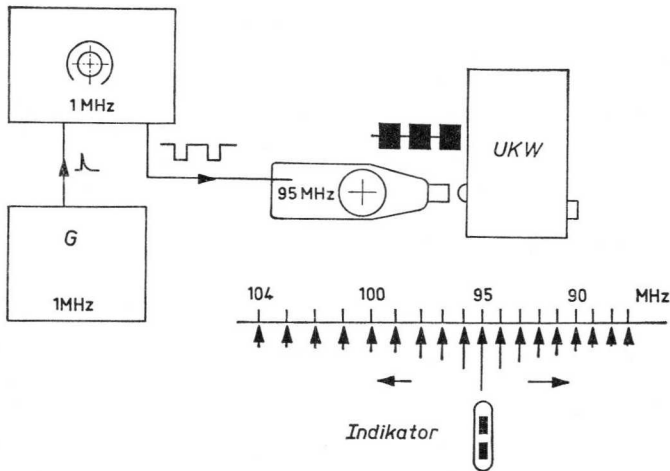 1 MHz
UKW
95 MHz
G
1MHz
104 100 95 90 MHz
Indikator